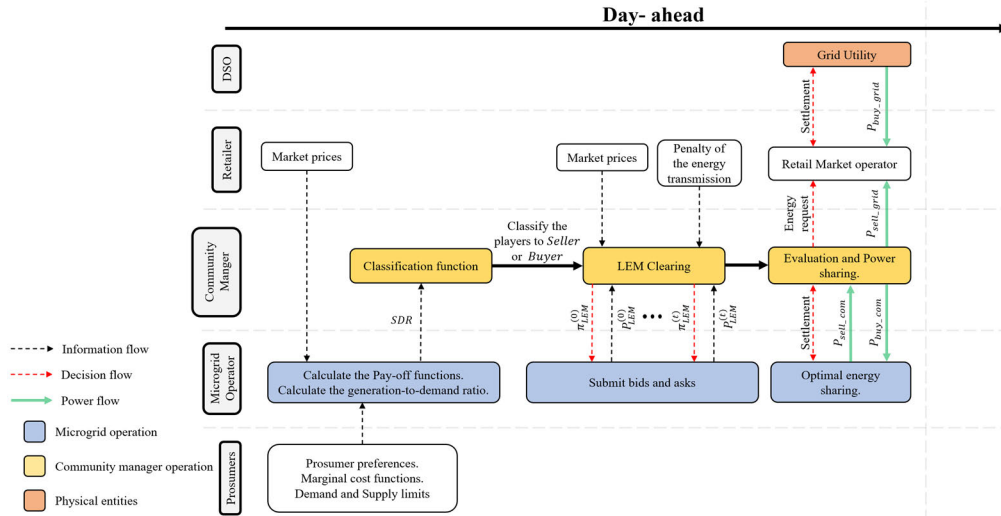 Day- ahead
DSO
Grid Utility
Settlement
P_buy_grid
Retailer
Market prices
Market prices
Penalty of
the energy
transmission
Retail Market operator
Energy
request
P_sell_grid
Community
Manger
Classification function
Classify the
players to Seller
or Buyer
LEM Clearing
Evaluation and Power
sharing.
SDR
π_LEM^(0)
P_LEM^(0)
•••
π_LEM^(t)
P_LEM^(t)
Settlement
P_sell_com
P_buy_com
Microgrid
Operator
Calculate the Pay-off functions.
Calculate the generation-to-demand ratio.
Submit bids and asks
Optimal energy
sharing.
Prosumers
Prosumer preferences.
Marginal cost functions.
Demand and Supply limits
Information flow
Decision flow
Power flow
Microgrid operation
Community manager operation
Physical entities